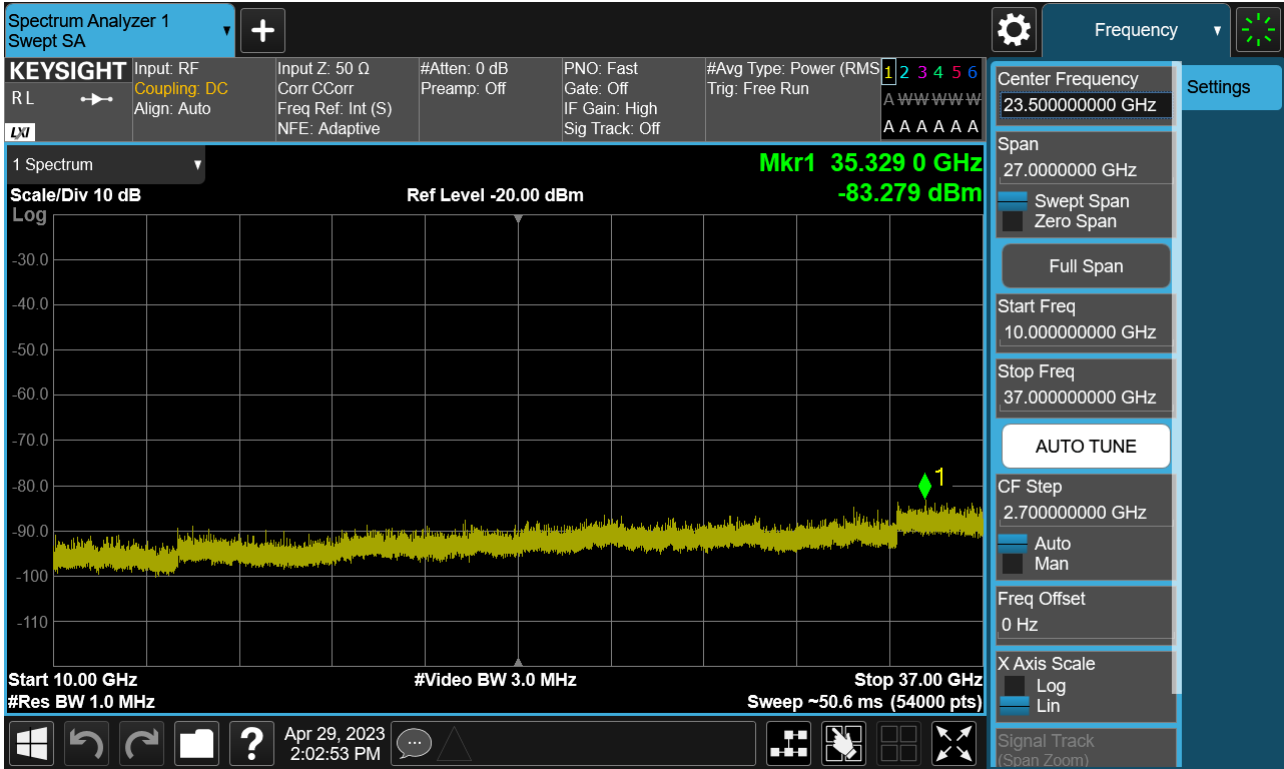 Spectrum Analyzer 1
Swept SA
Frequency
KEYSIGHT
R L
LXI
Input: RF
Coupling: DC
Align: Auto
Input Z: 50 Ω
Corr CCorr
Freq Ref: Int (S)
NFE: Adaptive
#Atten: 0 dB
Preamp: Off
PNO: Fast
Gate: Off
IF Gain: High
Sig Track: Off
#Avg Type: Power (RMS
Trig: Free Run
1 2 3 4 5 6
A W W W W W
A A A A A A
1 Spectrum
Mkr1 35.329 0 GHz
-83.279 dBm
Scale/Div 10 dB
Ref Level -20.00 dBm
Log
-30.0
-40.0
-50.0
-60.0
-70.0
-80.0
-90.0
-100
-110
1
Start 10.00 GHz
#Video BW 3.0 MHz
Stop 37.00 GHz
#Res BW 1.0 MHz
Sweep ~50.6 ms (54000 pts)
?
Apr 29, 2023
2:02:53 PM
Center Frequency
23.500000000 GHz
Span
27.0000000 GHz
Swept Span
Zero Span
Full Span
Start Freq
10.000000000 GHz
Stop Freq
37.000000000 GHz
AUTO TUNE
CF Step
2.700000000 GHz
Auto
Man
Freq Offset
0 Hz
X Axis Scale
Log
Lin
Signal Track
(Span Zoom)
Settings